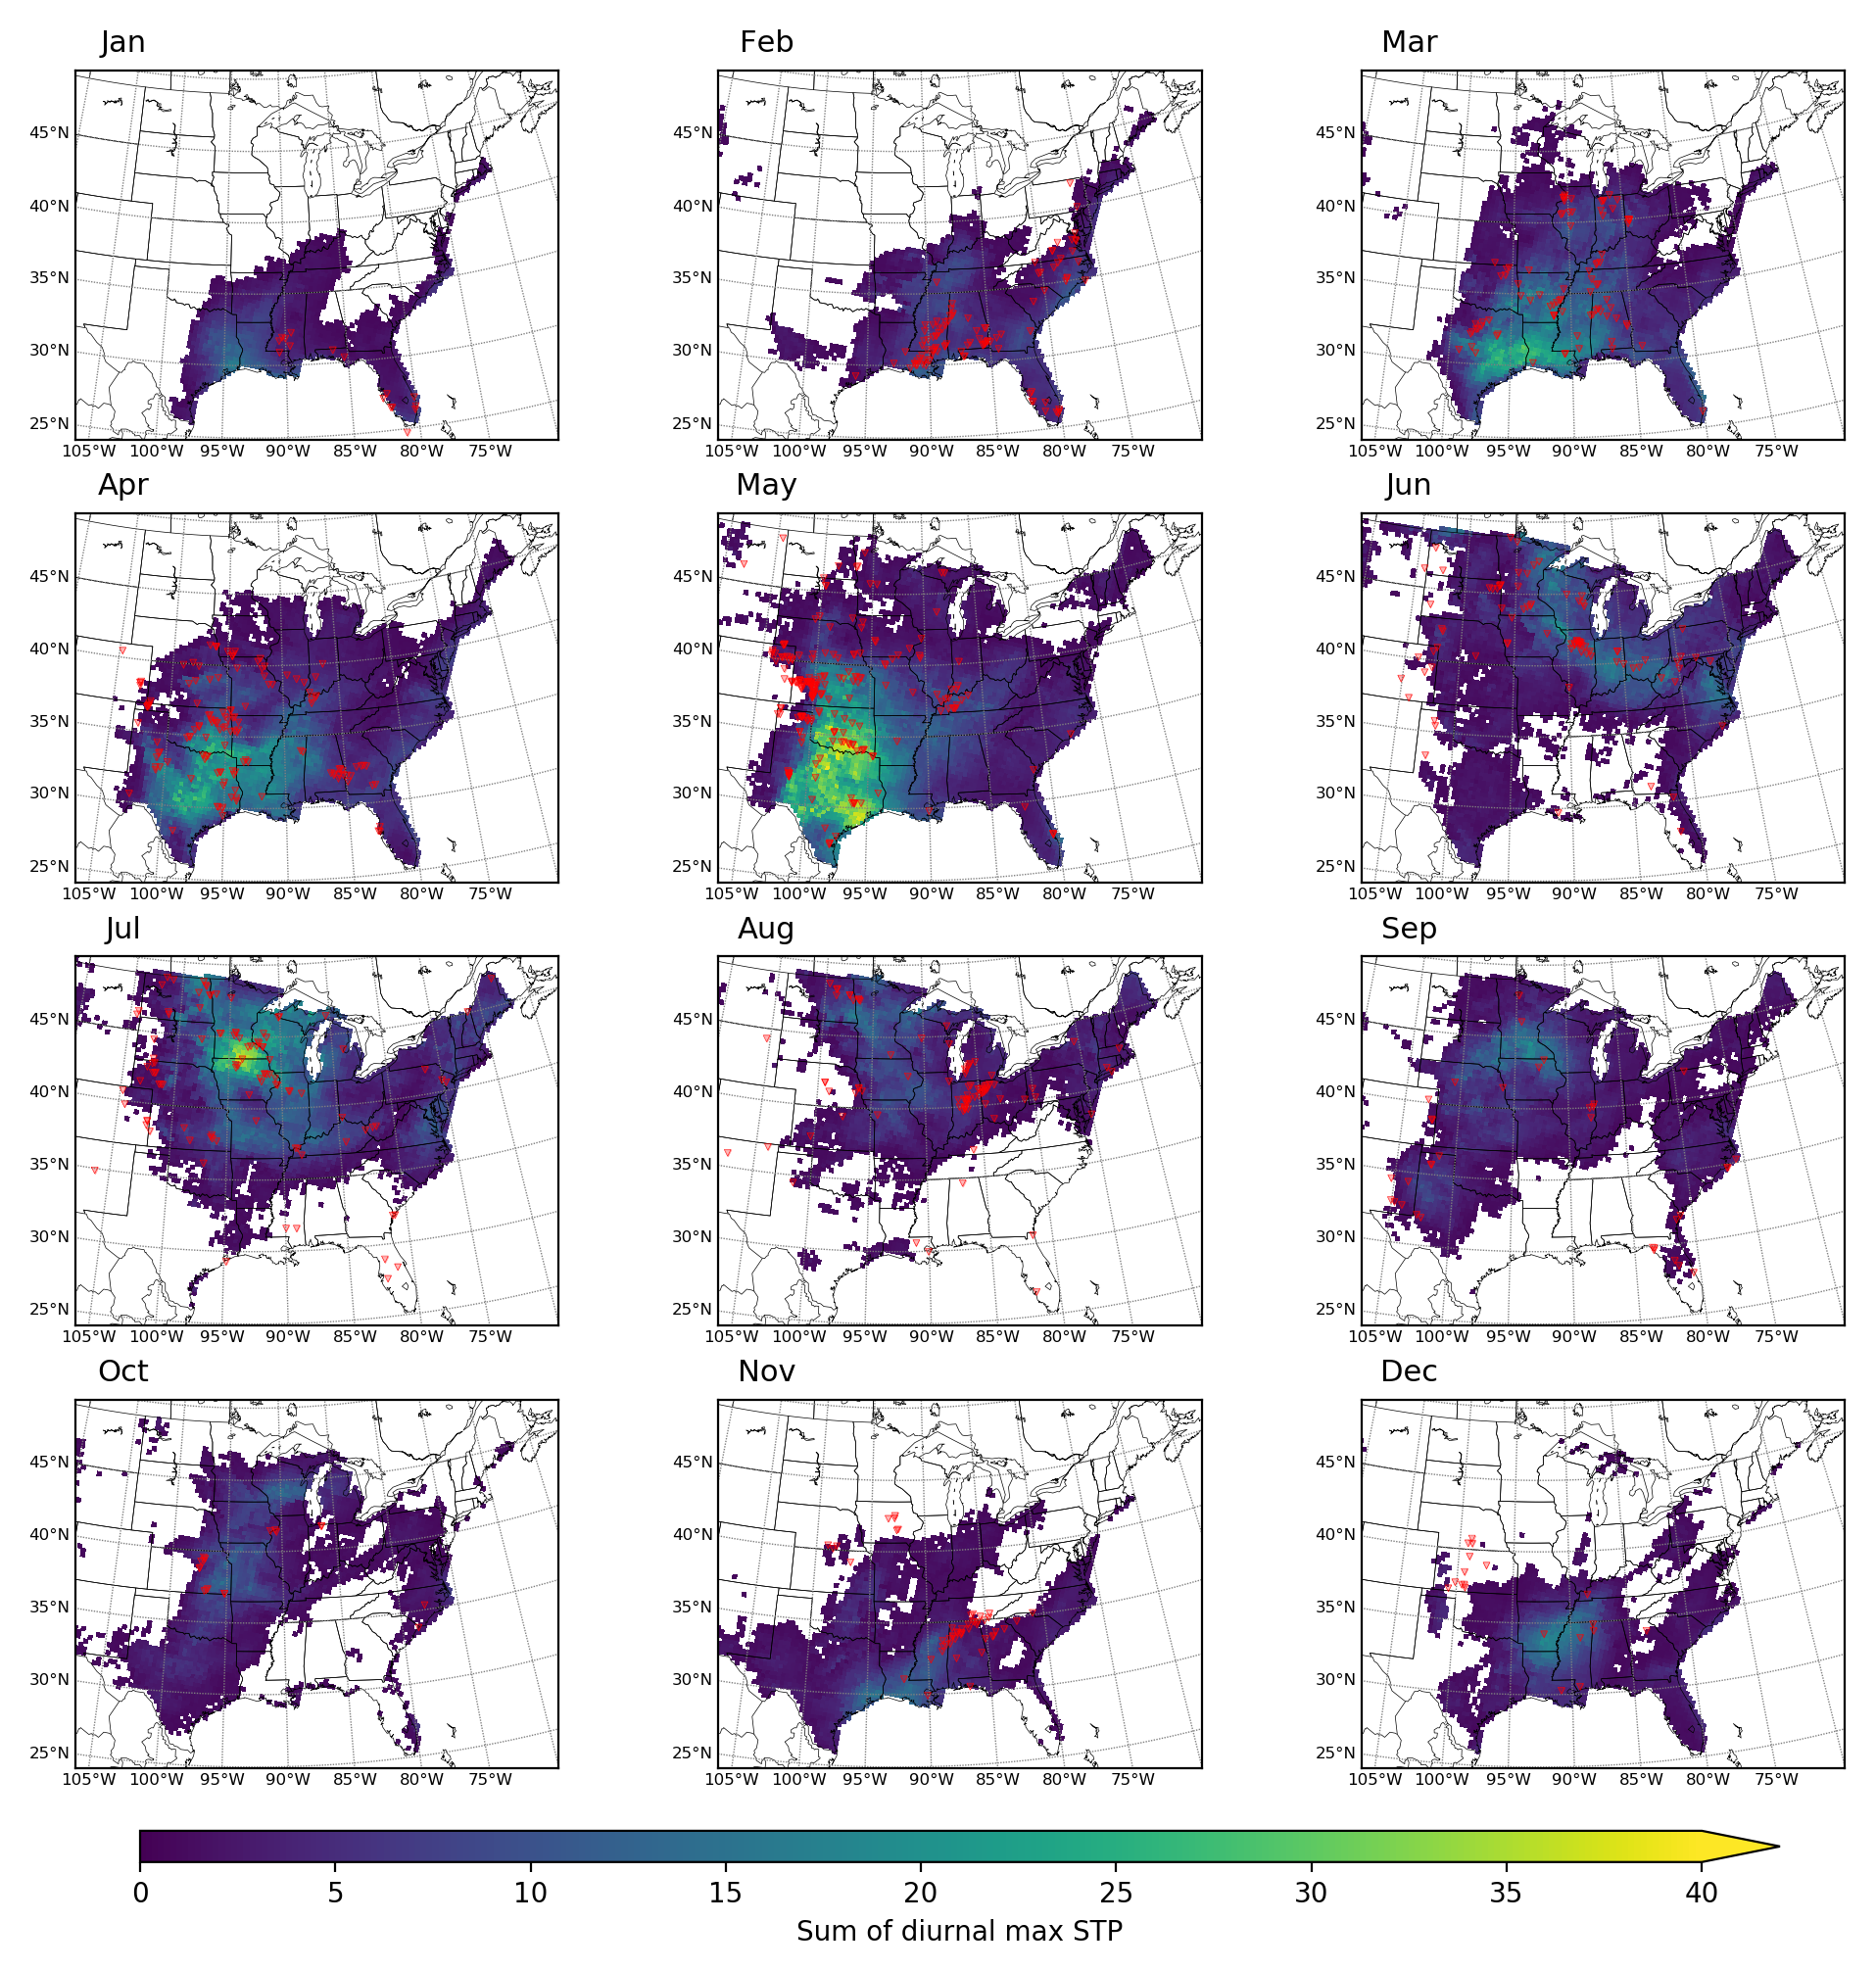 Jan Feb Mar
45°N 45°N 45°N
40°N 40°N 40°N
35°N 35°N 35°N
30°N 30°N 30°N
25°N 25°N 25°N
105°W 100°W 95°W 90°W 85°W 80°W 75°W 105°W 100°W 95°W 90°W 85°W 80°W 75°W 105°W 100°W 95°W 90°W 85°W 80°W 75°W
Apr May Jun
45°N 45°N 45°N
40°N 40°N 40°N
35°N 35°N 35°N
30°N 30°N 30°N
25°N 25°N 25°N
105°W 100°W 95°W 90°W 85°W 80°W 75°W 105°W 100°W 95°W 90°W 85°W 80°W 75°W 105°W 100°W 95°W 90°W 85°W 80°W 75°W
Jul Aug Sep
45°N 45°N 45°N
40°N 40°N 40°N
35°N 35°N 35°N
30°N 30°N 30°N
25°N 25°N 25°N
105°W 100°W 95°W 90°W 85°W 80°W 75°W 105°W 100°W 95°W 90°W 85°W 80°W 75°W 105°W 100°W 95°W 90°W 85°W 80°W 75°W
Oct Nov Dec
45°N 45°N 45°N
40°N 40°N 40°N
35°N 35°N 35°N
30°N 30°N 30°N
25°N 25°N 25°N
105°W 100°W 95°W 90°W 85°W 80°W 75°W 105°W 100°W 95°W 90°W 85°W 80°W 75°W 105°W 100°W 95°W 90°W 85°W 80°W 75°W
0 5 10 15 20 25 30 35 40
Sum of diurnal max STP